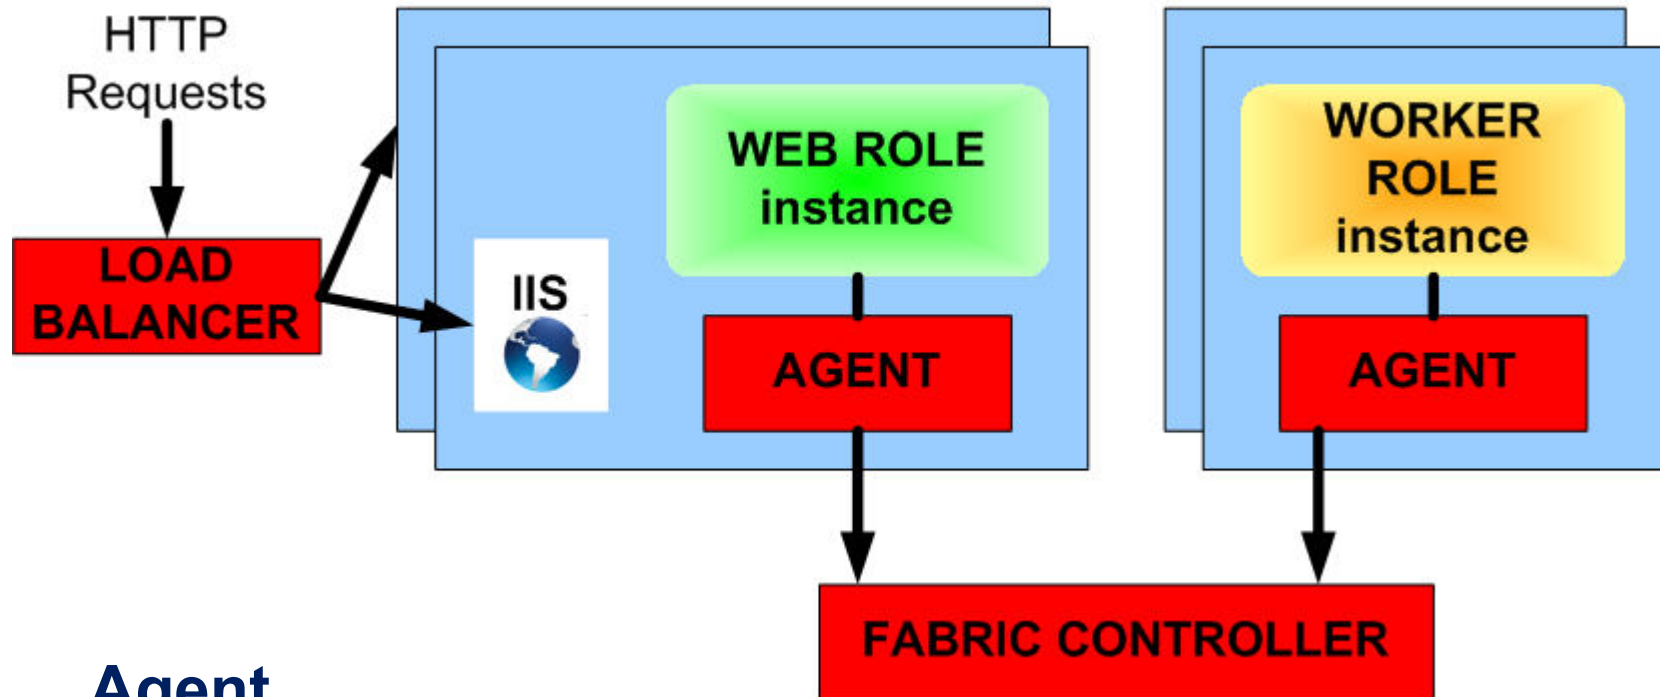 HTTP
Requests
LOAD
BALANCER
IIS
WEB ROLE
instance
AGENT
WORKER
ROLE
instance
AGENT
FABRIC CONTROLLER
Agent